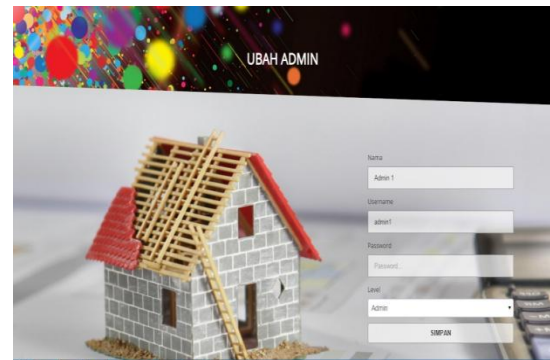 UBAH ADMIN
Nama
Admin 1
Username
admin1
Password
Password..
Level
Admin
SIMPAN